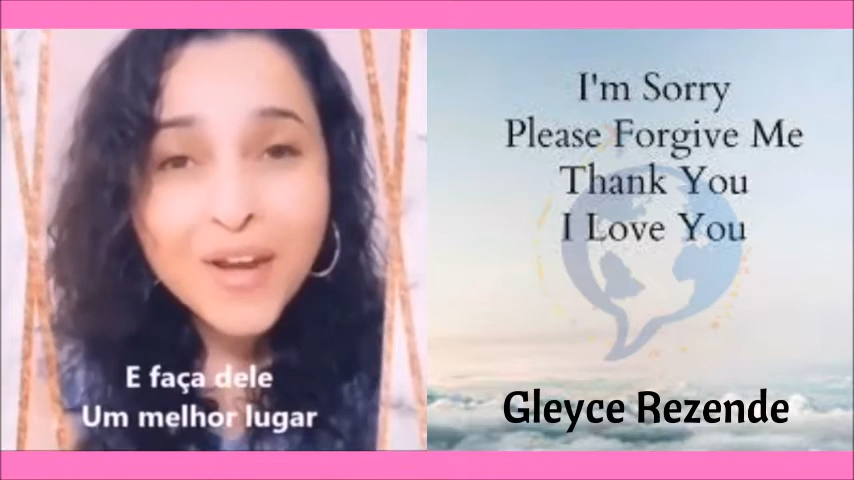 E faça dele
Um melhor lugar
I'm Sorry
Please Forgive Me
Thank You
I Love You
Gleyce Rezende